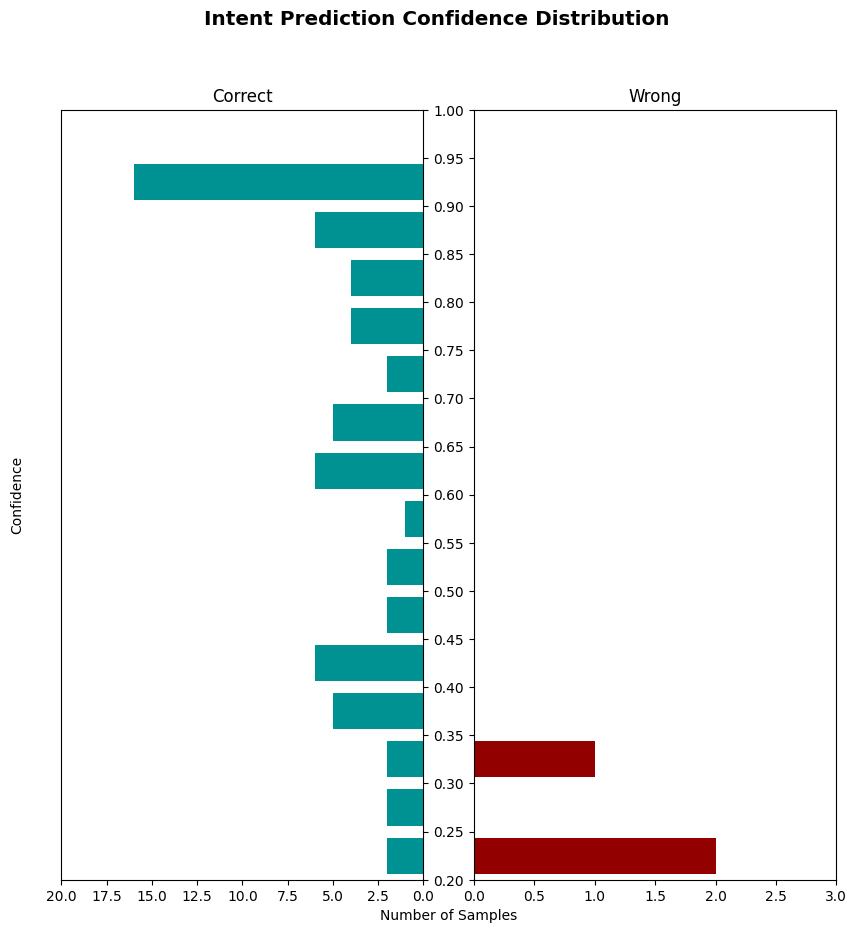 Intent Prediction Confidence Distribution
Correct
Wrong
1.00
0.95
0.90
0.85
0.80
0.75
0.70
0.65
0.60
0.55
0.50
0.45
0.40
0.35
0.30
0.25
0.20
Confidence
20.0 17.5 15.0 12.5 10.0 7.5 5.0 2.5 0.0
0.0 0.5 1.0 1.5 2.0 2.5 3.0
Number of Samples